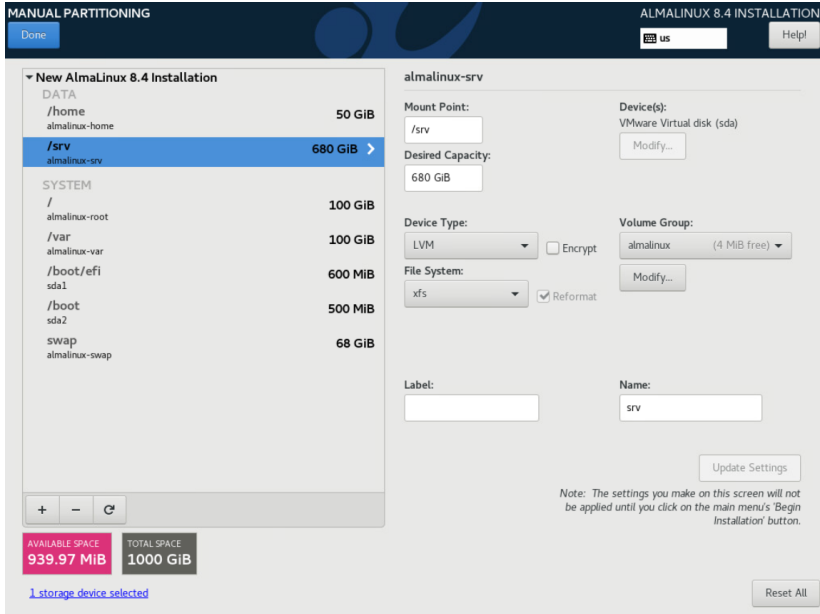 MANUAL PARTITIONING
ALMALINUX 8.4 INSTALLATION
Done
us
Help!
New AlmaLinux 8.4 Installation
DATA
/home
50 GiB
almalinux-home
/srv
680 GiB
almalinux-srv
SYSTEM
/
100 GiB
almalinux-root
/var
100 GiB
almalinux-var
/boot/efi
600 MiB
sda1
/boot
500 MiB
sda2
swap
68 GiB
almalinux-swap
+ −
AVAILABLE SPACE
939.97 MiB
TOTAL SPACE
1000 GiB
1 storage device selected
almalinux-srv
Mount Point:
/srv
Desired Capacity:
680 GiB
Device(s):
VMware Virtual disk (sda)
Modify...
Device Type:
LVM
Encrypt
Volume Group:
almalinux (4 MiB free)
File System:
xfs
Reformat
Modify...
Label:
Name:
srv
Update Settings
Note: The settings you make on this screen will not
be applied until you click on the main menu's 'Begin
Installation' button.
Reset All